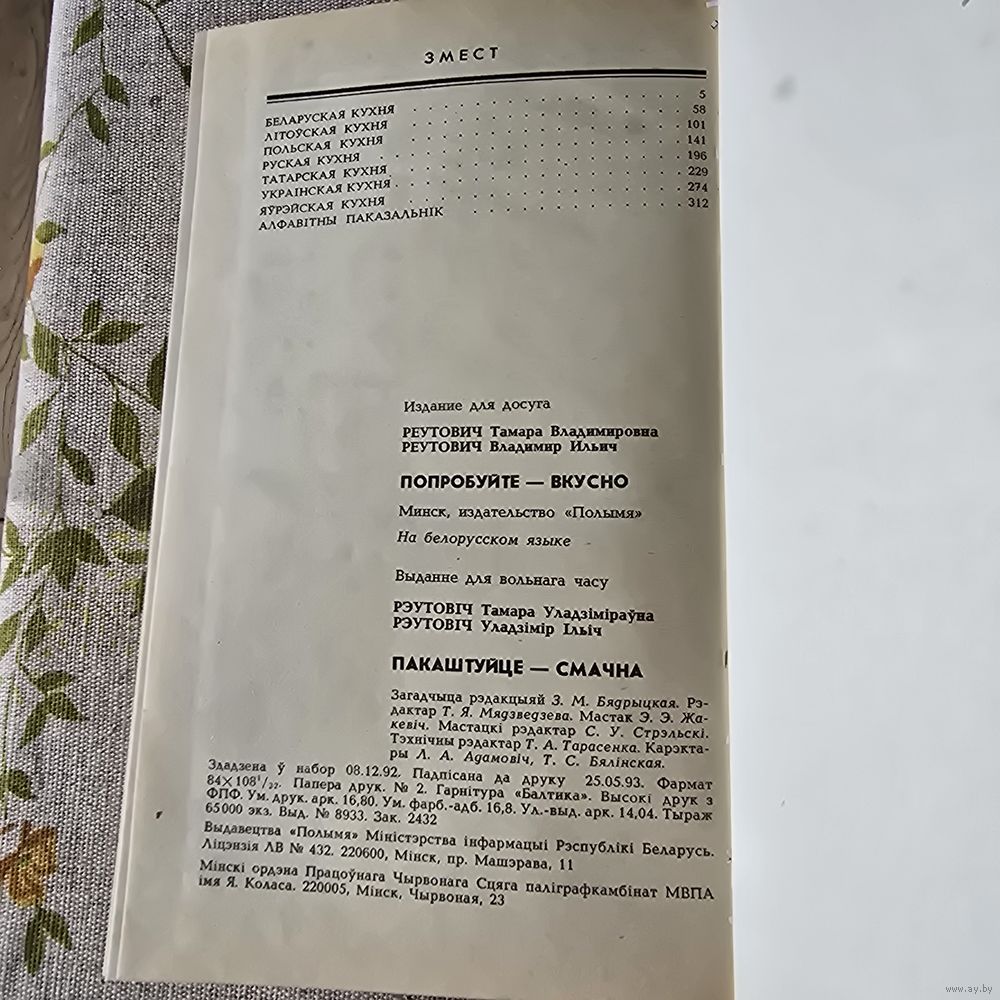 ЗМЕСТ
БЕЛАРУСКАЯ КУХНЯ . . . . . . . . . . . . . . . . 5
ЛІТОЎСКАЯ КУХНЯ . . . . . . . . . . . . . . . . 58
ПОЛЬСКАЯ КУХНЯ . . . . . . . . . . . . . . . . 101
РУСКАЯ КУХНЯ . . . . . . . . . . . . . . . . 141
ТАТАРСКАЯ КУХНЯ . . . . . . . . . . . . . . . . 196
УКРАІНСКАЯ КУХНЯ . . . . . . . . . . . . . . . . 229
ЯЎРЭЙСКАЯ КУХНЯ . . . . . . . . . . . . . . . . 274
АЛФАВІТНЫ ПАКАЗАЛЬНІК . . . . . . . . . . . . 312
Издание для досуга
РЕУТОВИЧ Тамара Владимировна
РЕУТОВИЧ Владимир Ильич
ПОПРОБУЙТЕ — ВКУСНО
Минск, издательство «Полымя»
На белорусском языке
Выданне для вольнага часу
РЭУТОВІЧ Тамара Уладзіміраўна
РЭУТОВІЧ Уладзімір Ільіч
ПАКАШТУЙЦЕ — СМАЧНА
Загадчыца рэдакцыяй З. М. Бядрыцкая. Рэ-
дактар Т. Я. Мядзведзева. Мастак Э. Э. Жа-
кевіч. Мастацкі рэдактар С. У. Стрэльскі.
Тэхнічны рэдактар Т. А. Тарасенка. Карэкта-
ры Л. А. Адамовіч, Т. С. Бялінская.
Здадзена ў набор 08.12.92. Падпісана да друку 25.05.93. Фармат
84×108¹/₃₂. Папера друк. № 2. Гарнітура «Балтика». Высокі друк з
ФПФ. Ум. друк. арк. 16,80. Ум. фарб.-адб. 16,8. Ул.-выд. арк. 14,04. Тыраж
65000 экз. Выд. № 8933. Зак. 2432
Выдавецтва «Полымя» Міністэрства інфармацыі Рэспублікі Беларусь.
Ліцэнзія ЛВ № 432. 220600, Мінск, пр. Машэрава, 11
Мінскі ордэна Працоўнага Чырвонага Сцяга паліграфкамбінат МВПА
імя Я. Коласа. 220005, Мінск, Чырвоная, 23
www.ay.by